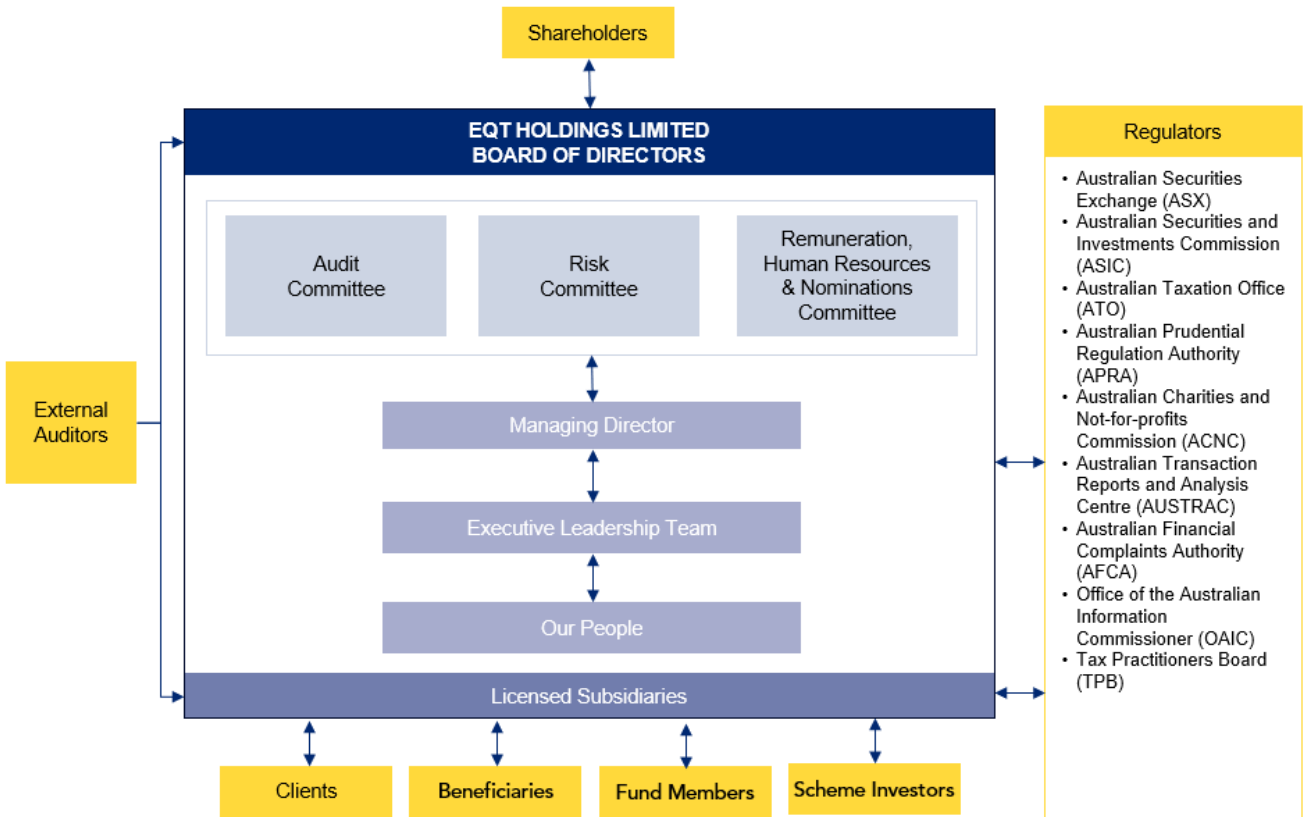 Shareholders
EQT HOLDINGS LIMITED
BOARD OF DIRECTORS
Audit
Committee
Risk
Committee
Remuneration,
Human Resources
& Nominations
Committee
External
Auditors
Managing Director
Executive Leadership Team
Our People
Licensed Subsidiaries
Clients
Beneficiaries
Fund Members
Scheme Investors
Regulators
• Australian Securities
Exchange (ASX)
• Australian Securities and
Investments Commission
(ASIC)
• Australian Taxation Office
(ATO)
• Australian Prudential
Regulation Authority
(APRA)
• Australian Charities and
Not-for-profits
Commission (ACNC)
• Australian Transaction
Reports and Analysis
Centre (AUSTRAC)
• Australian Financial
Complaints Authority
(AFCA)
• Office of the Australian
Information
Commissioner (OAIC)
• Tax Practitioners Board
(TPB)